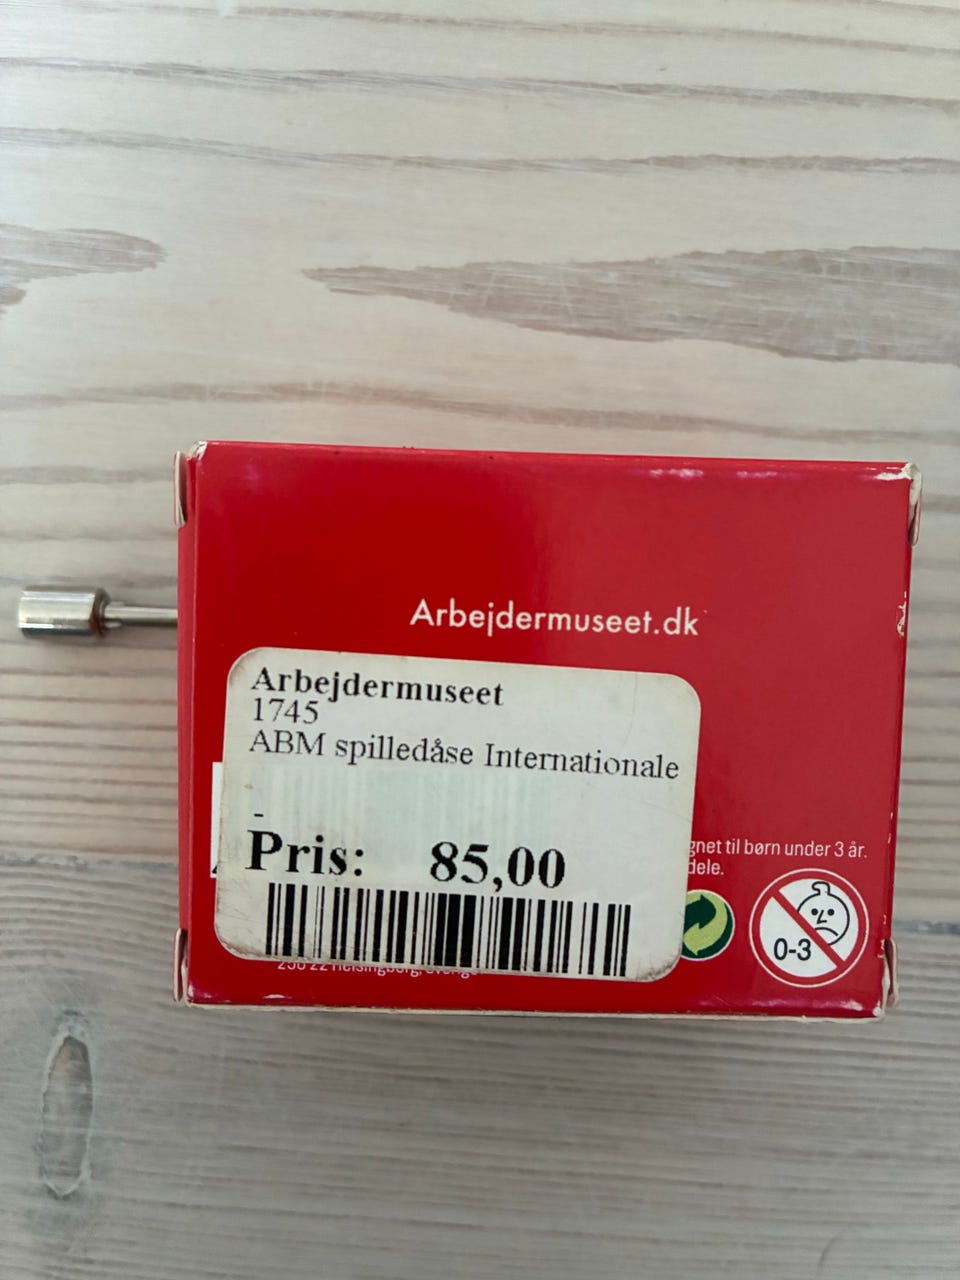 Arbejdermuseet.dk
Arbejdermuseet
1745
ABM spilledåse Internationale
-
Pris: 85,00
gnet til børn under 3 år.
dele.
0-3